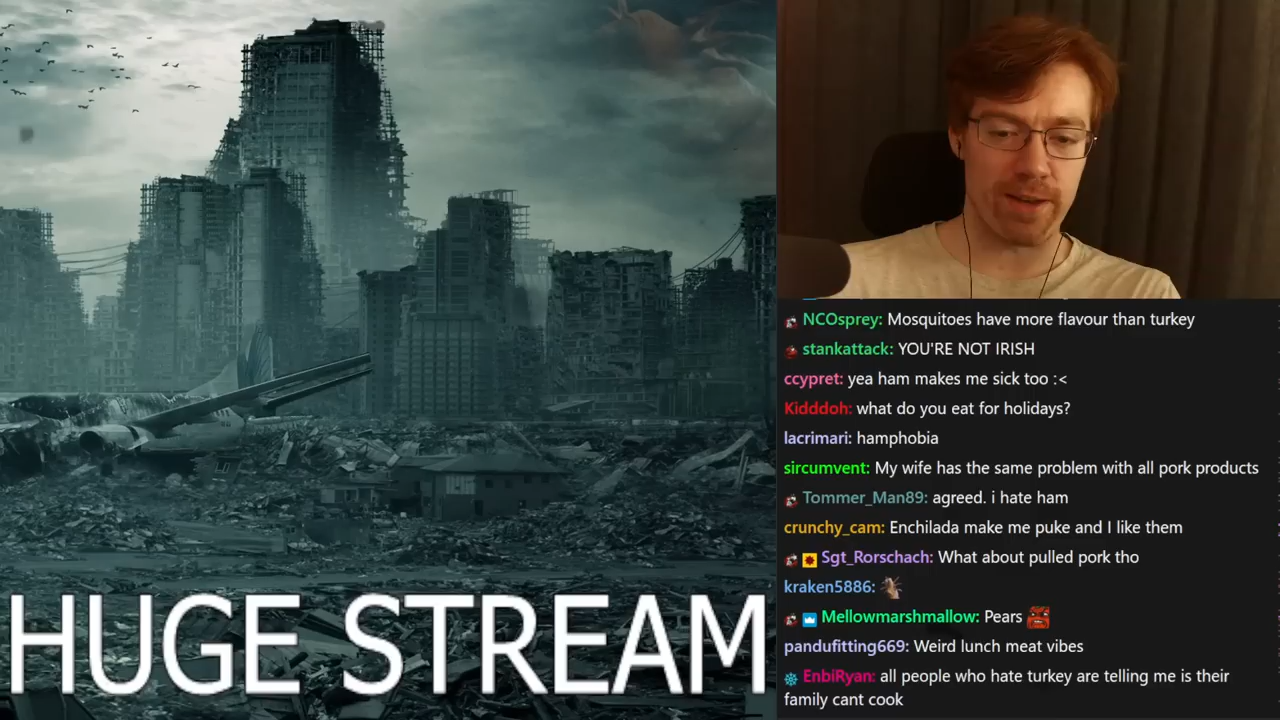 HUGE STREAM
NCOsprey: Mosquitoes have more flavour than turkey
stankattack: YOU'RE NOT IRISH
ccypret: yea ham makes me sick too :<
Kidddoh: what do you eat for holidays?
lacrimari: hamphobia
sircumvent: My wife has the same problem with all pork products
Tommer_Man89: agreed. i hate ham
crunchy_cam: Enchilada make me puke and I like them
Sgt_Rorschach: What about pulled pork tho
kraken5886:
Mellowmarshmallow: Pears
pandufitting669: Weird lunch meat vibes
EnbiRyan: all people who hate turkey are telling me is their
family cant cook